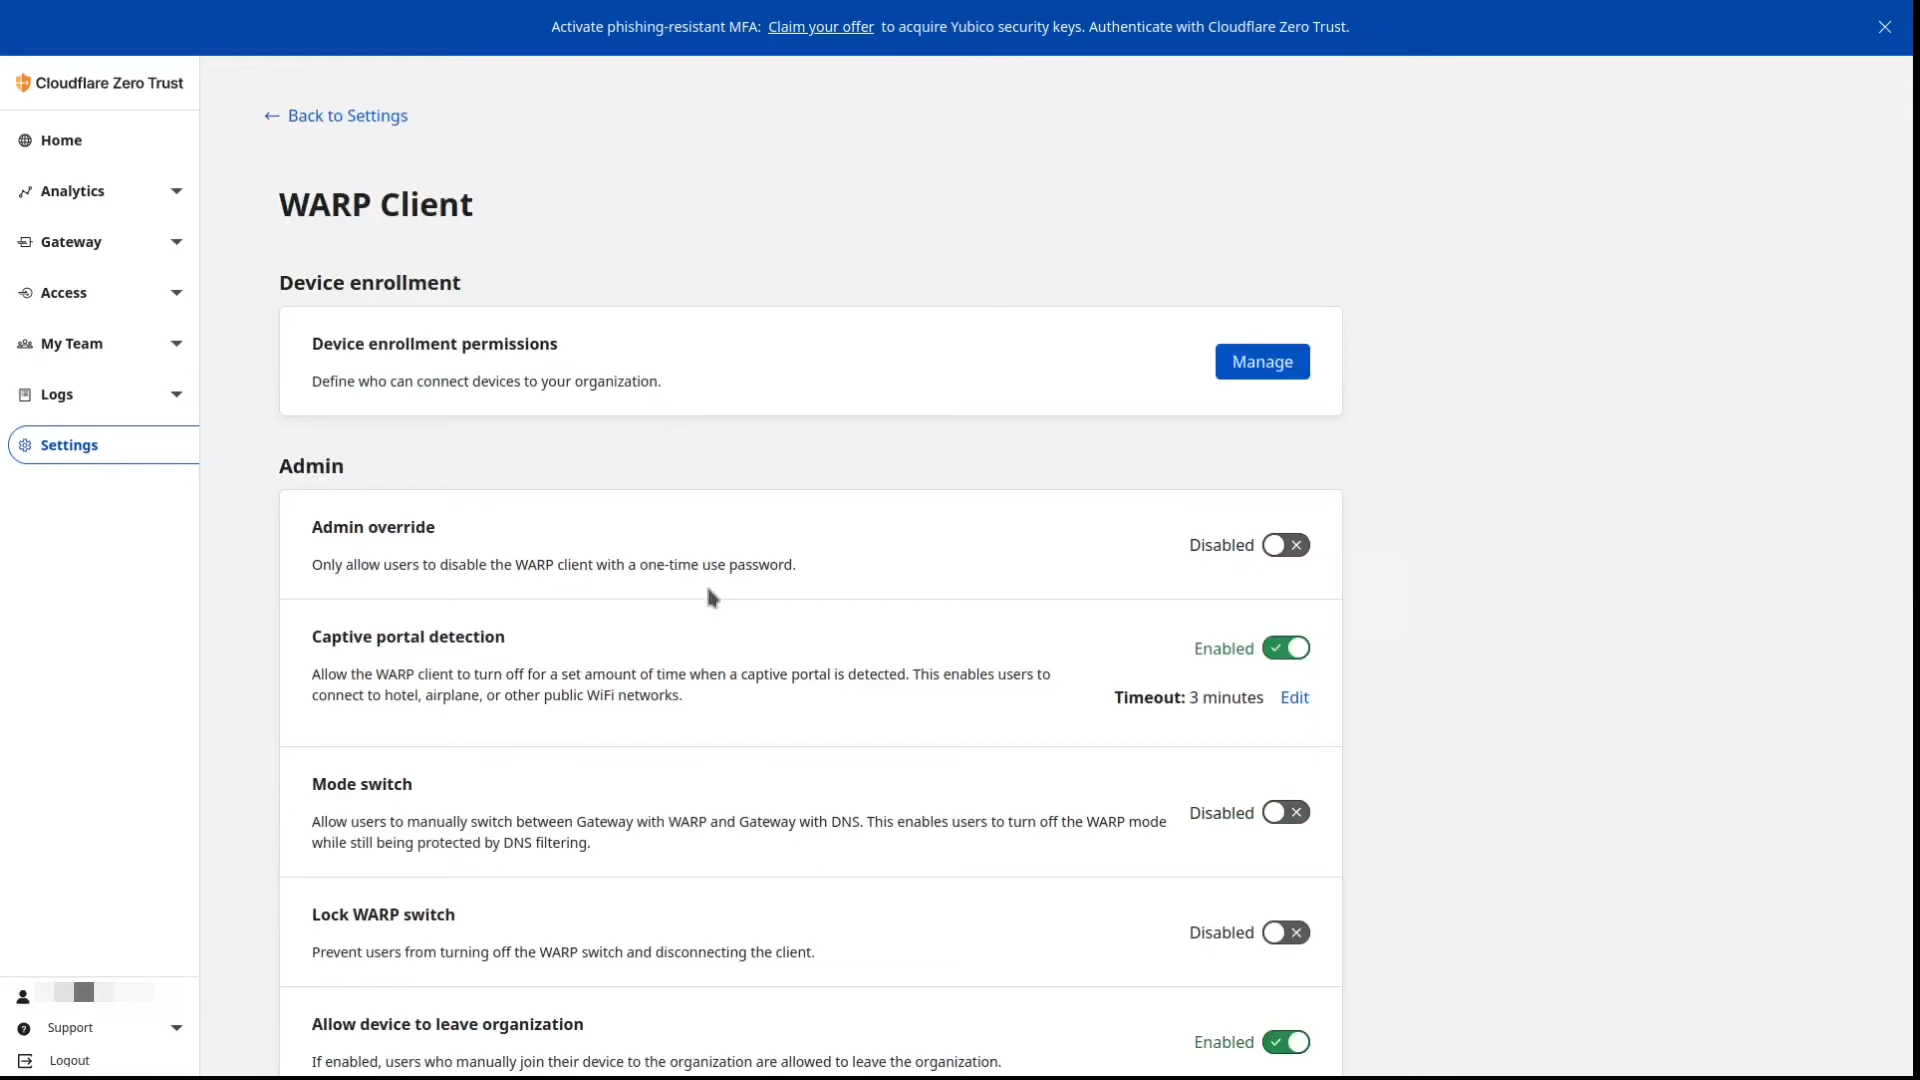 Activate phishing-resistant MFA: Claim your offer to acquire Yubico security keys. Authenticate with Cloudflare Zero Trust.
Cloudflare Zero Trust
Home
Analytics
Gateway
Access
My Team
Logs
Settings
Support
Logout
← Back to Settings
WARP Client
Device enrollment
Device enrollment permissions
Define who can connect devices to your organization.
Manage
Admin
Admin override
Only allow users to disable the WARP client with a one-time use password.
Disabled
Captive portal detection
Allow the WARP client to turn off for a set amount of time when a captive portal is detected. This enables users to
connect to hotel, airplane, or other public WiFi networks.
Enabled
Timeout: 3 minutes Edit
Mode switch
Allow users to manually switch between Gateway with WARP and Gateway with DNS. This enables users to turn off the WARP mode
while still being protected by DNS filtering.
Disabled
Lock WARP switch
Prevent users from turning off the WARP switch and disconnecting the client.
Disabled
Allow device to leave organization
If enabled, users who manually join their device to the organization are allowed to leave the organization.
Enabled